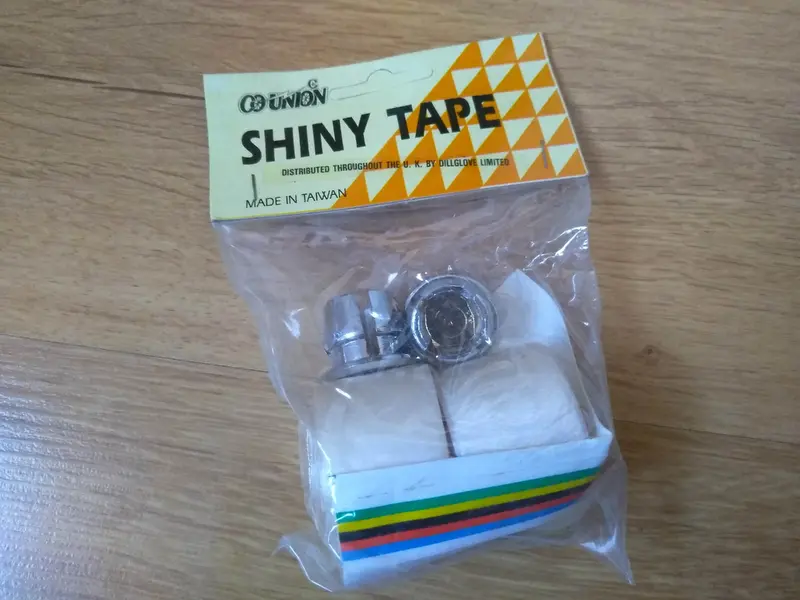 UNION
SHINY TAPE
DISTRIBUTED THROUGHOUT THE U. K. BY DILLGLOVE LIMITED
MADE IN TAIWAN